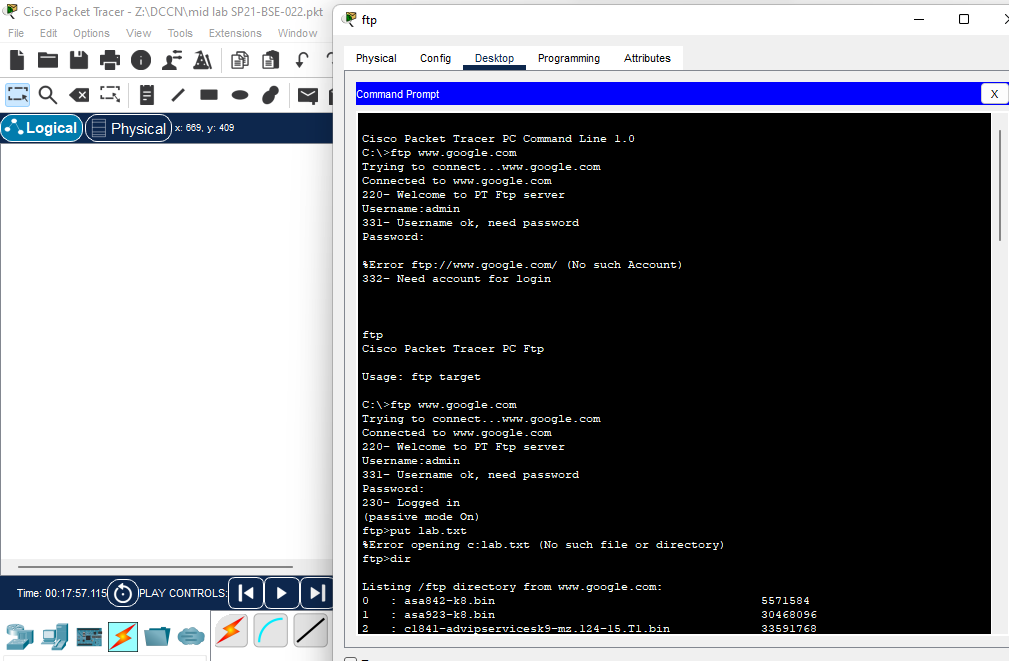 Cisco Packet Tracer - Z:\DCCN\mid lab SP21-BSE-022.pkt
File Edit Options View Tools Extensions Window
Logical Physical x: 669, y: 409
Time: 00:17:57.115 PLAY CONTROLS:
ftp
Physical Config Desktop Programming Attributes
Command Prompt X
Cisco Packet Tracer PC Command Line 1.0
C:\>ftp www.google.com
Trying to connect...www.google.com
Connected to www.google.com
220- Welcome to PT Ftp server
Username:admin
331- Username ok, need password
Password:
%Error ftp://www.google.com/ (No such Account)
332- Need account for login
ftp
Cisco Packet Tracer PC Ftp
Usage: ftp target
C:\>ftp www.google.com
Trying to connect...www.google.com
Connected to www.google.com
220- Welcome to PT Ftp server
Username:admin
331- Username ok, need password
Password:
230- Logged in
(passive mode On)
ftp>put lab.txt
%Error opening c:lab.txt (No such file or directory)
ftp>dir
Listing /ftp directory from www.google.com:
0 : asa842-k8.bin 5571584
1 : asa923-k8.bin 30468096
2 : c1841-advipservicesk9-mz.124-15.T1.bin 33591768